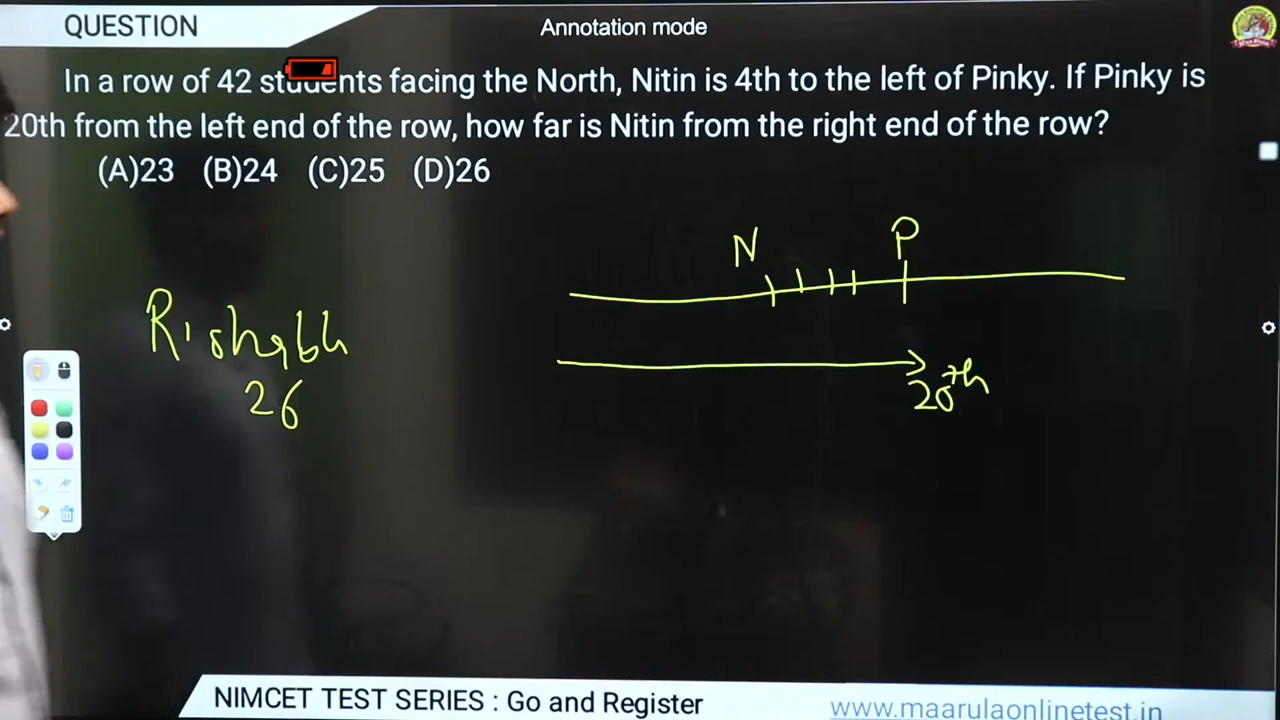 QUESTION
Annotation mode
In a row of 42 students facing the North, Nitin is 4th to the left of Pinky. If Pinky is
20th from the left end of the row, how far is Nitin from the right end of the row?
(A)23 (B)24 (C)25 (D)26
N P
Rishabh
26
20th
NIMCET TEST SERIES : Go and Register
www.maarulaonlinetest.in